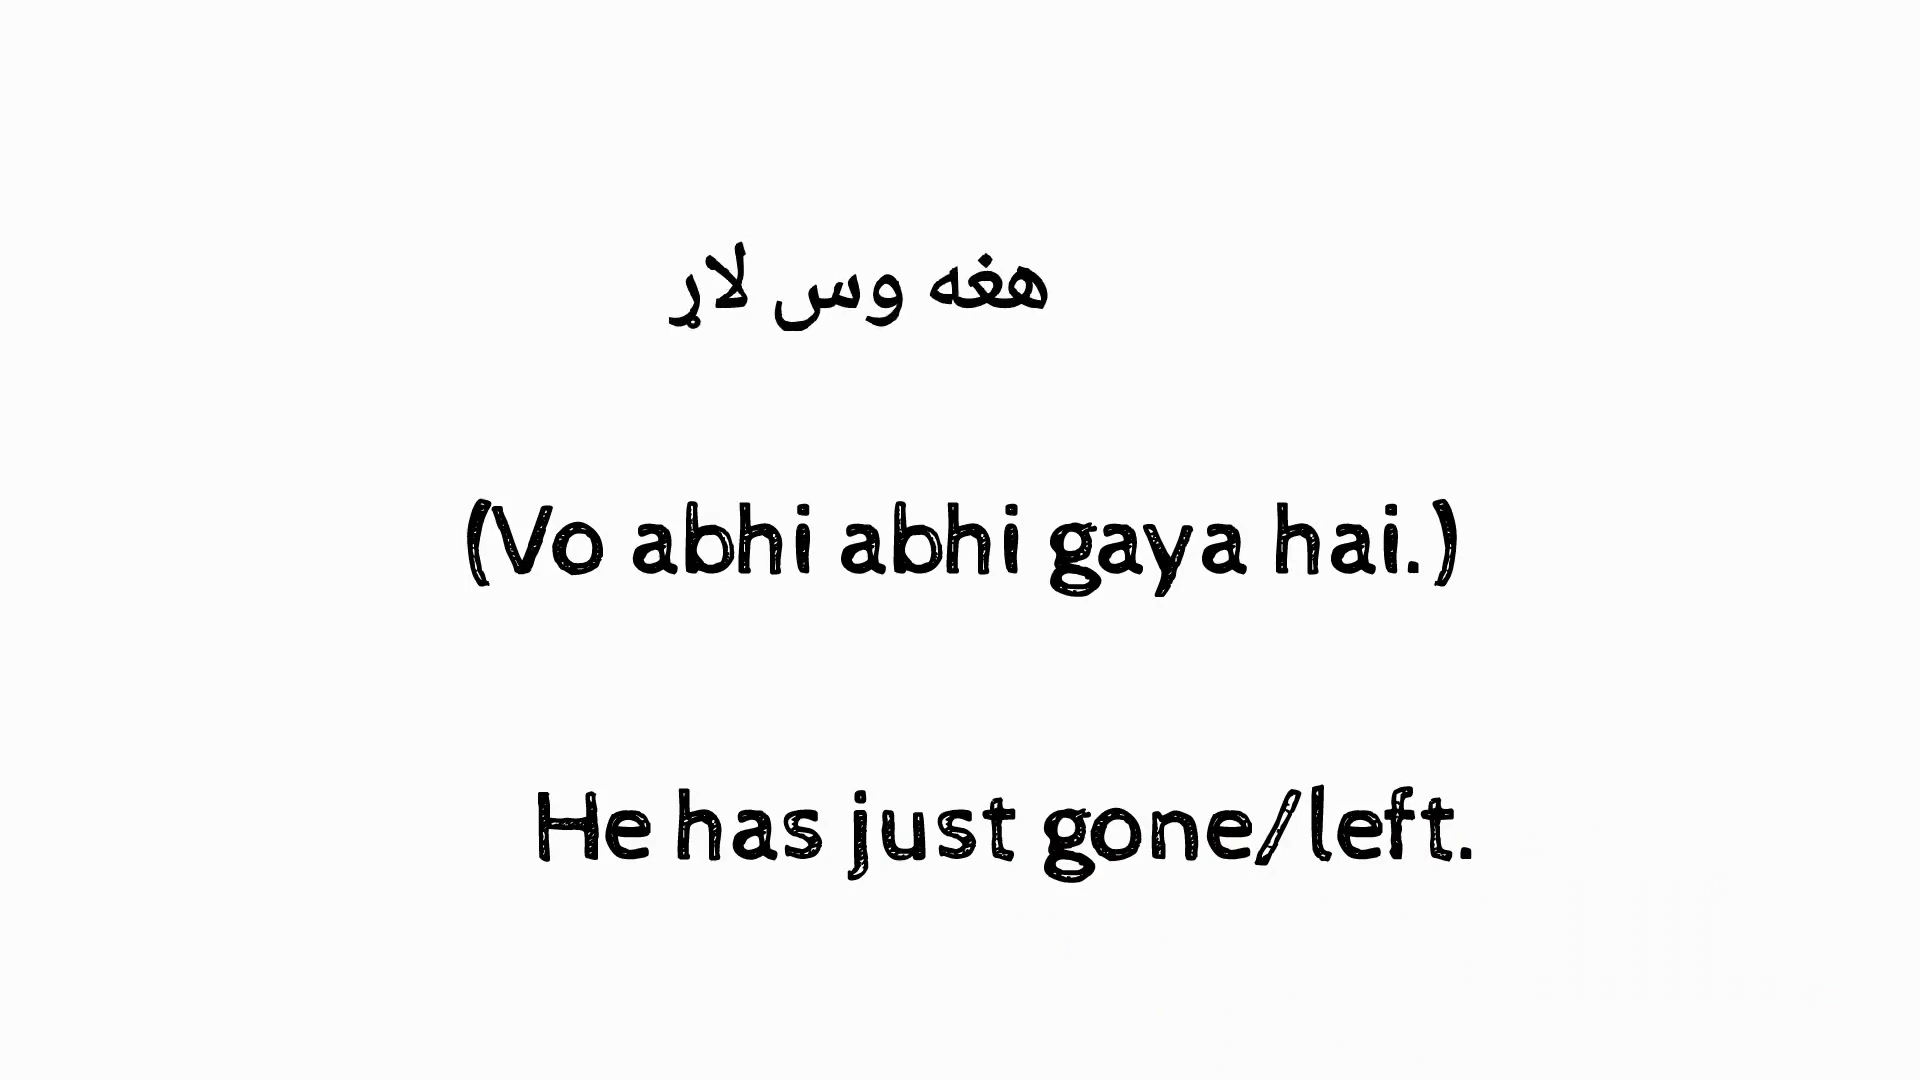 هغه وس لاړ
(Vo abhi abhi gaya hai.)
He has just gone/left.